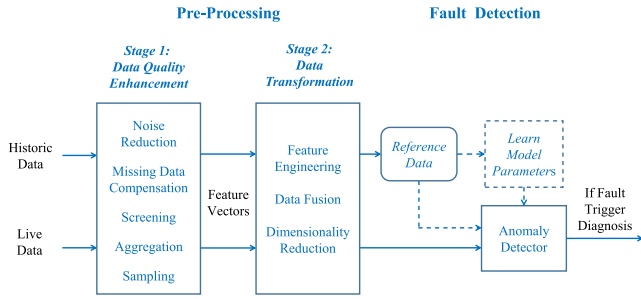 Pre-Processing
Fault Detection
Stage 1:
Data Quality
Enhancement
Stage 2:
Data
Transformation
Historic
Data
Live
Data
Noise
Reduction
Missing Data
Compensation
Screening
Aggregation
Sampling
Feature
Vectors
Feature
Engineering
Data Fusion
Dimensionality
Reduction
Reference
Data
Learn
Model
Parameters
Anomaly
Detector
If Fault
Trigger
Diagnosis